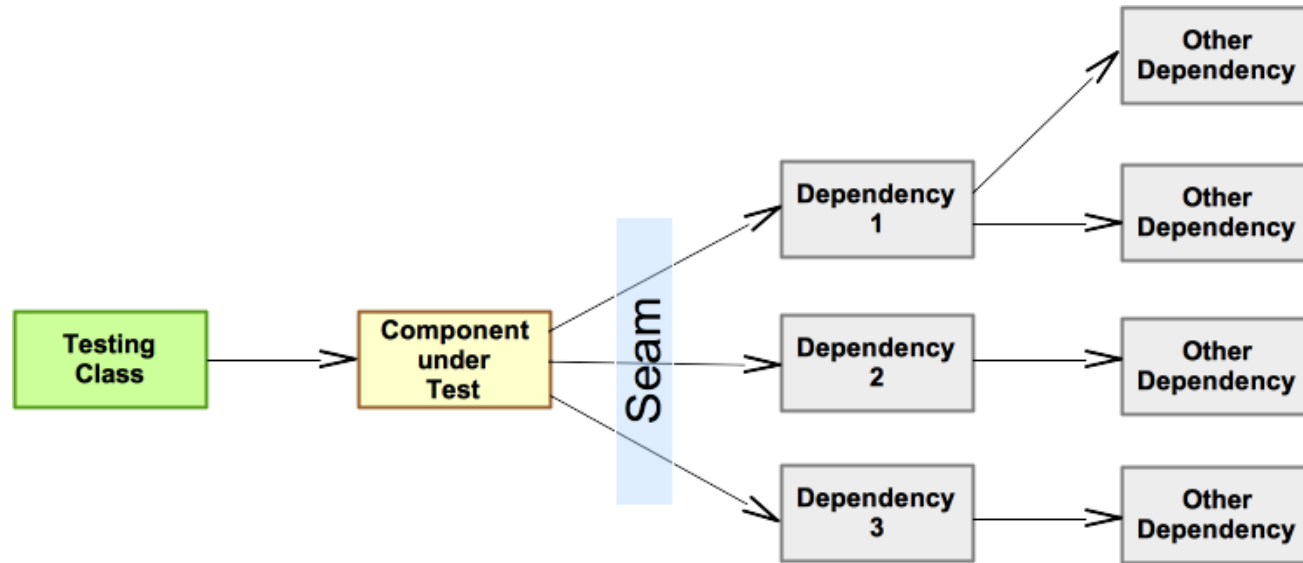 Testing
Class
Component
under
Test
Seam
Dependency
1
Dependency
2
Dependency
3
Other
Dependency
Other
Dependency
Other
Dependency
Other
Dependency